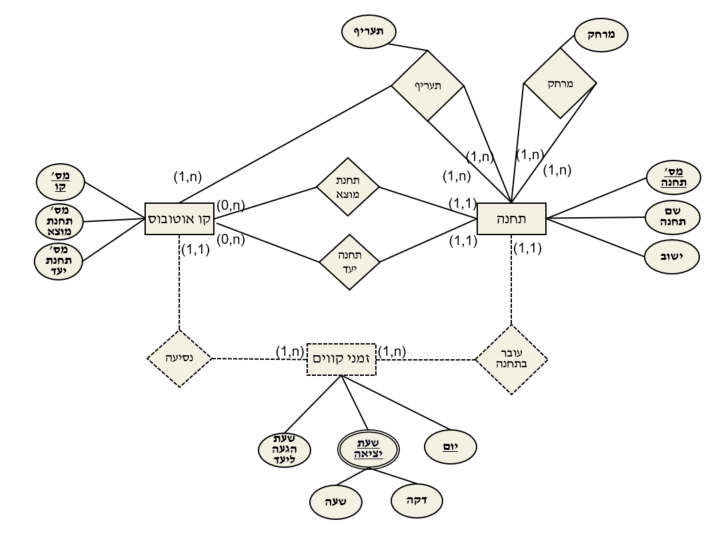 תעריף
מרחק
תעריף
מרחק
(1,n)
(1,n)
(1,n)
(1,n)
(1,n)
מס'
קו
מס'
תחנת
מוצא
מס'
תחנת
יעד
קו אוטובוס
(0,n)
(0,n)
(1,1)
תחנת
מוצא
תחנה
יעד
(1,1)
(1,1)
תחנה
(1,1)
מס'
תחנה
שם
תחנה
ישוב
נסיעה
(1,n)
זמני קווים
(1,n)
עובר
בתחנה
שעת
הגעה
ליעד
שעת
יציאה
יום
שעה
דקה